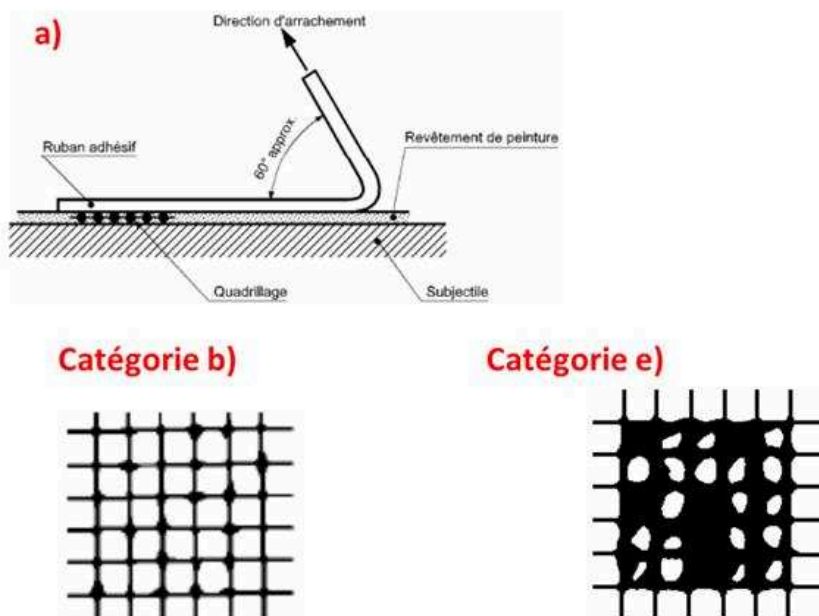 Direction d'arrachement
a)
Revêtement de peinture
Ruban adhésif
60° approx.
Quadrillage
Subjectile
Catégorie b)
Catégorie e)